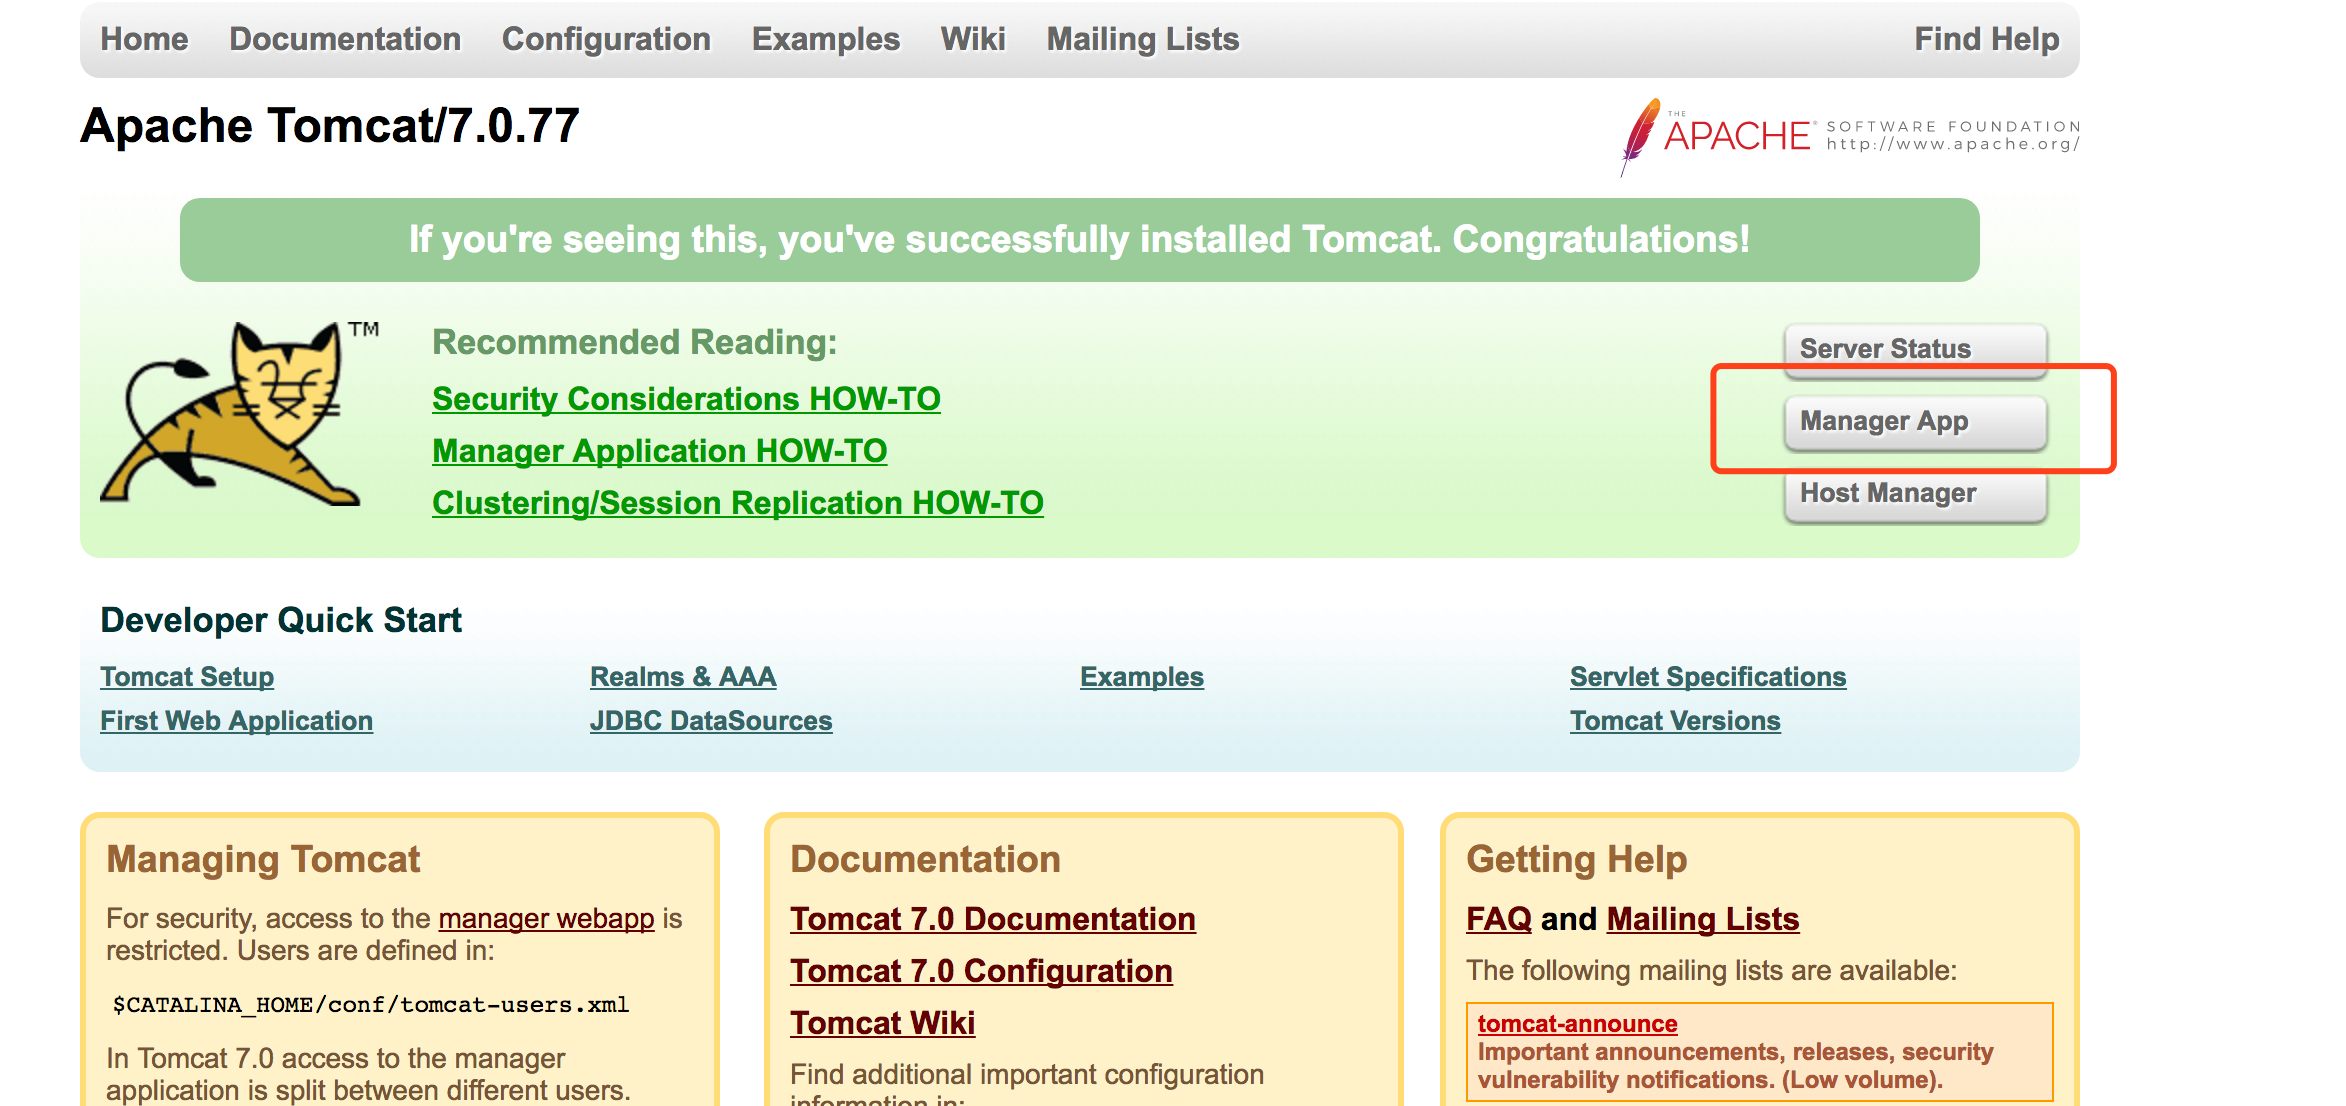 Home Documentation Configuration Examples Wiki Mailing Lists Find Help
Apache Tomcat/7.0.77
THE
APACHE® SOFTWARE FOUNDATION
http://www.apache.org/
If you're seeing this, you've successfully installed Tomcat. Congratulations!
TM
Recommended Reading:
Security Considerations HOW-TO
Manager Application HOW-TO
Clustering/Session Replication HOW-TO
Server Status
Manager App
Host Manager
Developer Quick Start
Tomcat Setup
First Web Application
Realms & AAA
JDBC DataSources
Examples
Servlet Specifications
Tomcat Versions
Managing Tomcat
For security, access to the manager webapp is
restricted. Users are defined in:
$CATALINA_HOME/conf/tomcat-users.xml
In Tomcat 7.0 access to the manager
application is split between different users.
Documentation
Tomcat 7.0 Documentation
Tomcat 7.0 Configuration
Tomcat Wiki
Find additional important configuration
information in:
Getting Help
FAQ and Mailing Lists
The following mailing lists are available:
tomcat-announce
Important announcements, releases, security
vulnerability notifications. (Low volume).